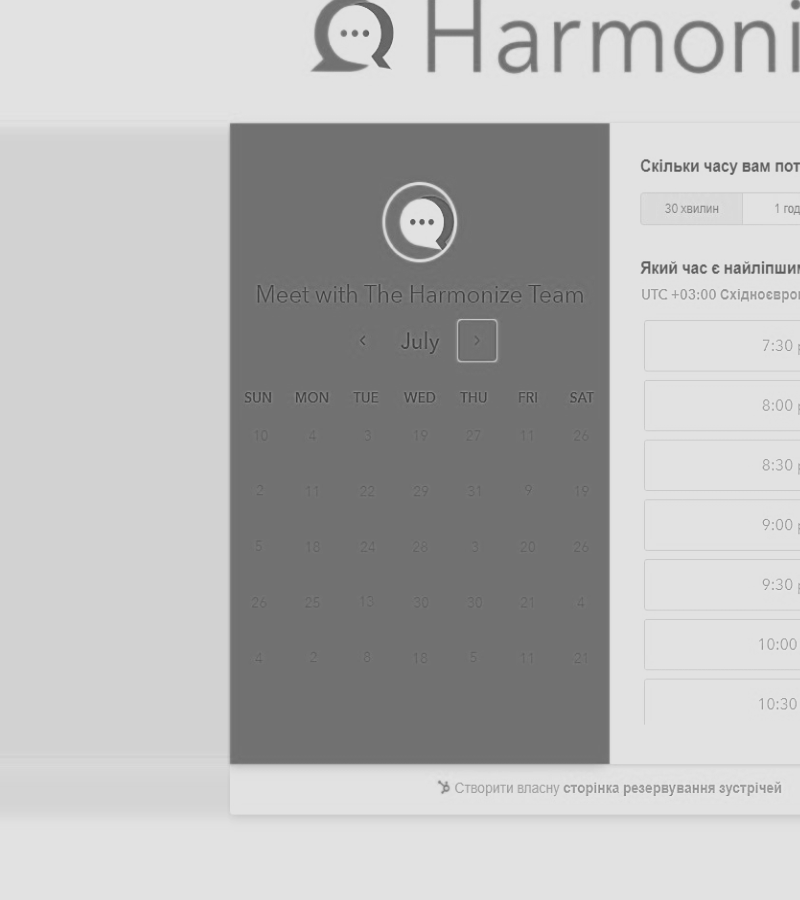 Harmoni
Meet with The Harmonize Team
July
SUN MON TUE WED THU FRI SAT
10 4 3 19 27 11 26
2 11 22 29 31 9 19
5 18 24 28 3 20 26
26 25 13 30 30 21 4
4 2 8 18 5 11 21
Скільки часу вам пот
30 хвилин 1 год
Який час є найліпши
UTC +03:00 Східноєвро
7:30
8:00
8:30
9:00
9:30
10:00
10:30
Створити власну сторінка резервування зустрічей